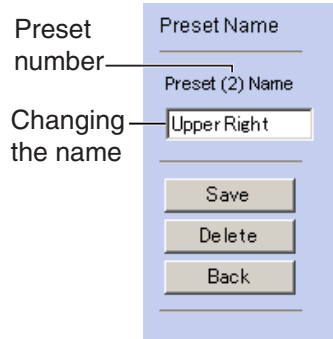 Preset
number
Changing
the name
Preset Name
Preset (2) Name
Upper Right
Save
Delete
Back